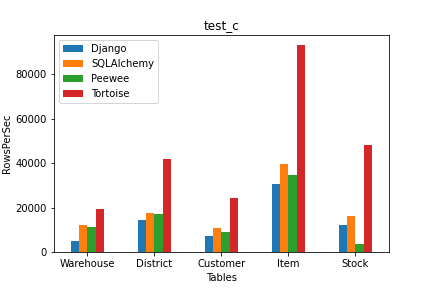 test_c
Django
SQLAlchemy
Peewee
Tortoise
RowsPerSec
80000
60000
40000
20000
0
Warehouse District Customer Item Stock
Tables